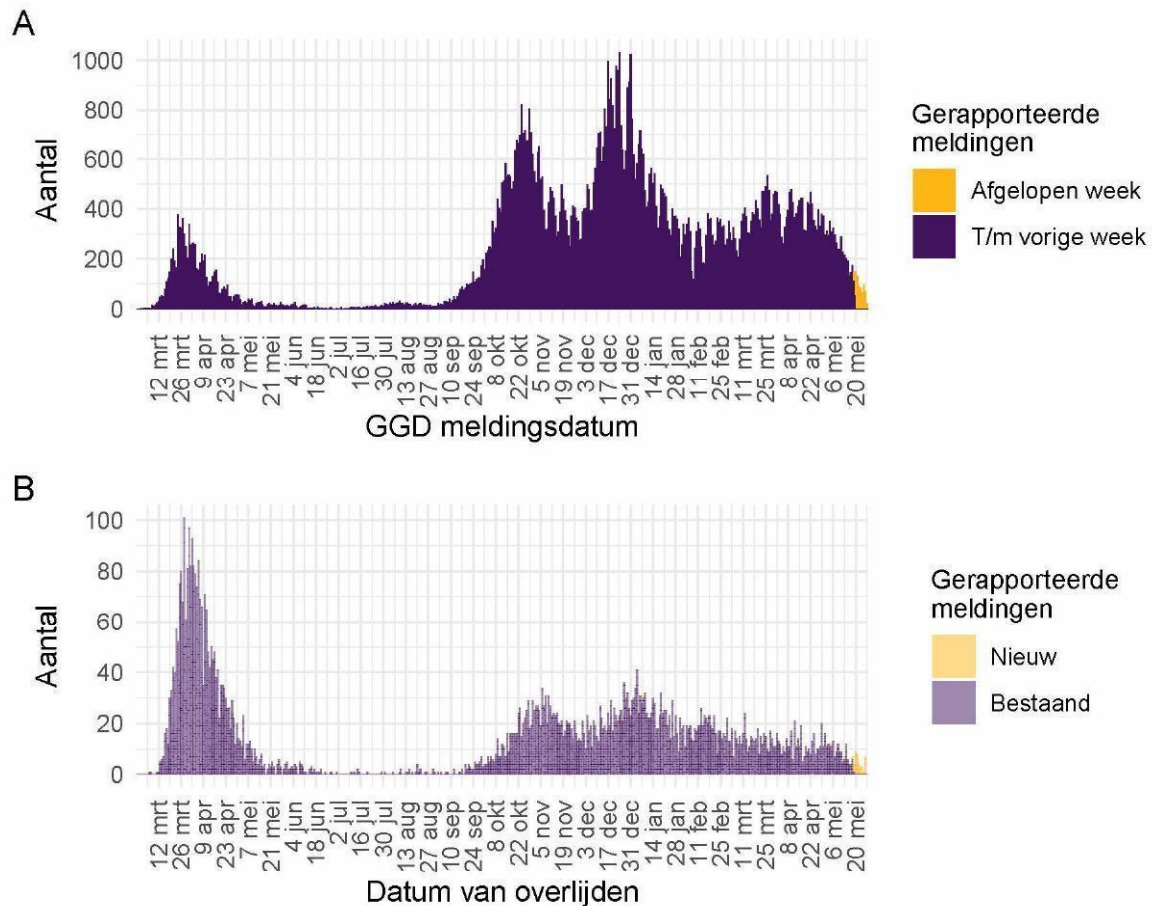 A
1000
800
600
400
200
0
Aantal
12 mrt
26 mrt
9 apr
23 apr
7 mei
21 mei
4 jun
18 jun
2 jul
16 jul
30 jul
13 aug
27 aug
10 sep
24 sep
8 okt
22 okt
5 nov
19 nov
3 dec
17 dec
31 dec
14 jan
28 jan
11 feb
25 feb
11 mrt
25 mrt
8 apr
22 apr
6 mei
20 mei
GGD meldingsdatum
Gerapporteerde
meldingen
Afgelopen week
T/m vorige week
B
100
80
60
40
20
0
Aantal
12 mrt
26 mrt
9 apr
23 apr
7 mei
21 mei
4 jun
18 jun
2 jul
16 jul
30 jul
13 aug
27 aug
10 sep
24 sep
8 okt
22 okt
5 nov
19 nov
3 dec
17 dec
31 dec
14 jan
28 jan
11 feb
25 feb
11 mrt
25 mrt
8 apr
22 apr
6 mei
20 mei
Datum van overlijden
Gerapporteerde
meldingen
Nieuw
Bestaand